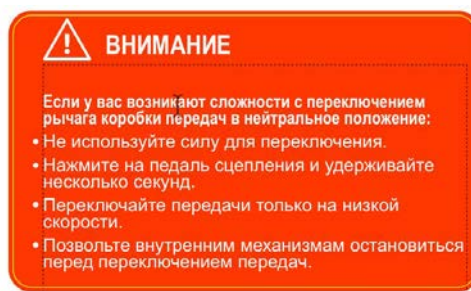 ВНИМАНИЕ
Если у вас возникают сложности с переключением
рычага коробки передач в нейтральное положение:
• Не используйте силу для переключения.
• Нажмите на педаль сцепления и удерживайте
несколько секунд.
• Переключайте передачи только на низкой
скорости.
• Позвольте внутренним механизмам остановиться
перед переключением передач.